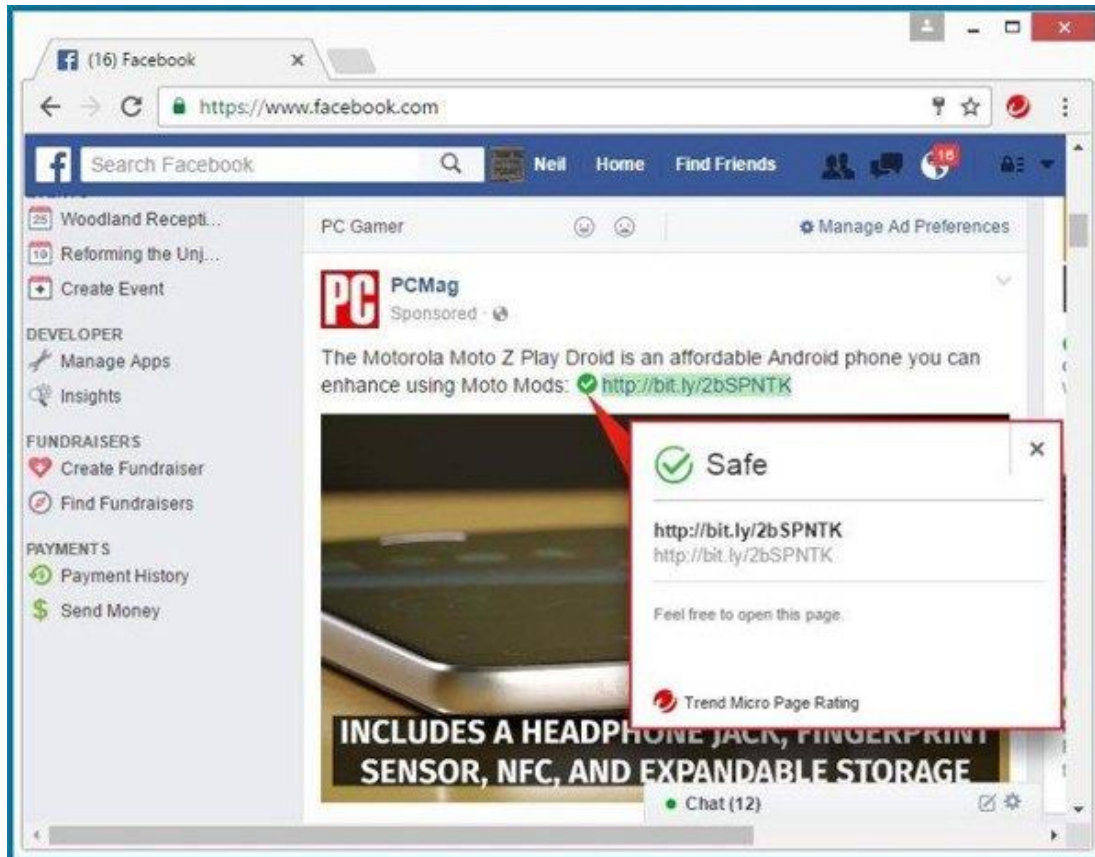 (16) Facebook
https://www.facebook.com
f Search Facebook Neil Home Find Friends 16
25 Woodland Recepti...
10 Reforming the Unj...
Create Event
DEVELOPER
Manage Apps
Insights
FUNDRAISERS
Create Fundraiser
Find Fundraisers
PAYMENTS
Payment History
$ Send Money
PC Gamer Manage Ad Preferences
PC PCMag
Sponsored ·
The Motorola Moto Z Play Droid is an affordable Android phone you can
enhance using Moto Mods: http://bit.ly/2bSPNTK
Safe
http://bit.ly/2bSPNTK
http://bit.ly/2bSPNTK
Feel free to open this page.
Trend Micro Page Rating
INCLUDES A HEADPHONE JACK, FINGERPRINT
SENSOR, NFC, AND EXPANDABLE STORAGE
Chat (12)